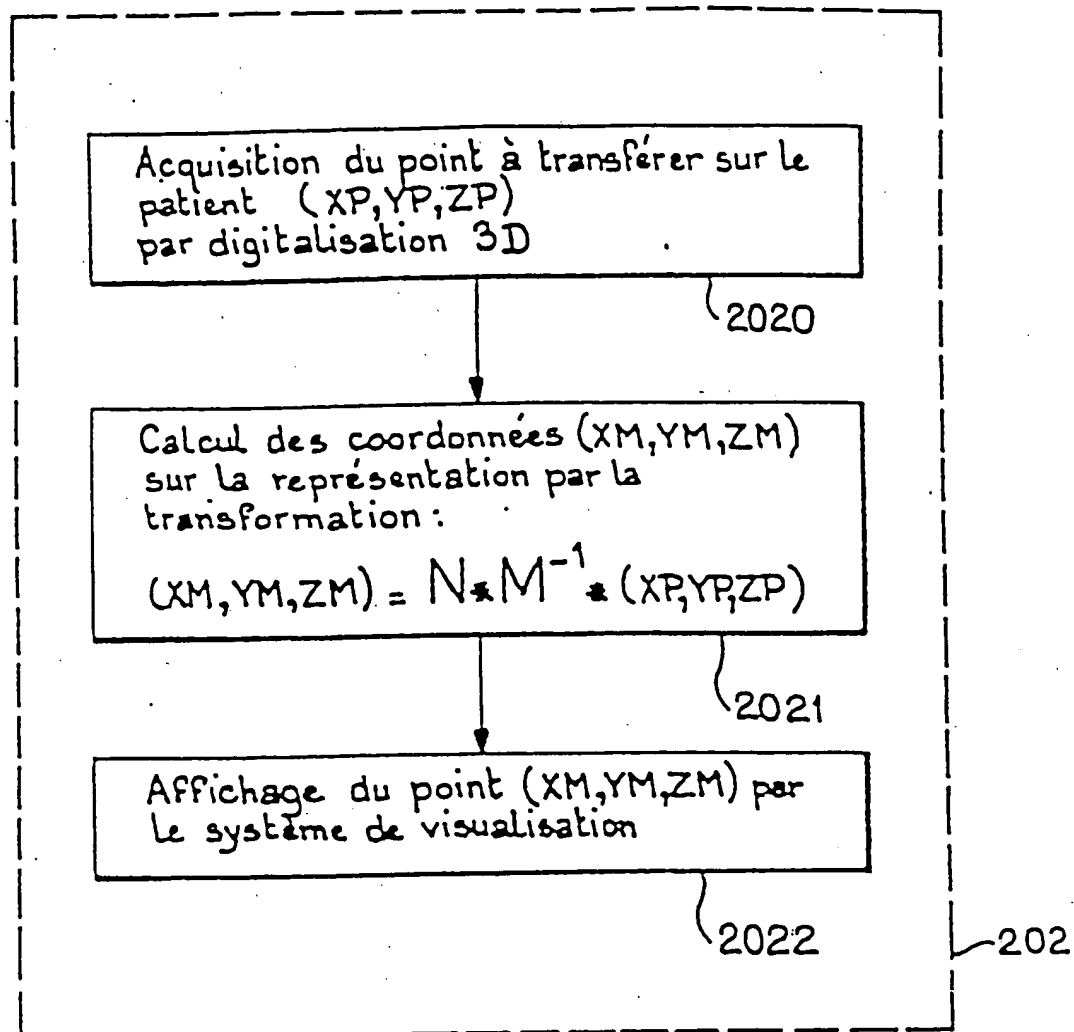 Acquisition du point à transférer sur le
patient (XP,YP,ZP)
par digitalisation 3D
2020
Calcul des coordonnées (XM,YM,ZM)
sur la représentation par la
transformation :
(XM,YM,ZM) = N*M⁻¹* (XP,YP,ZP)
2021
Affichage du point (XM,YM,ZM) par
le système de visualisation
2022
202